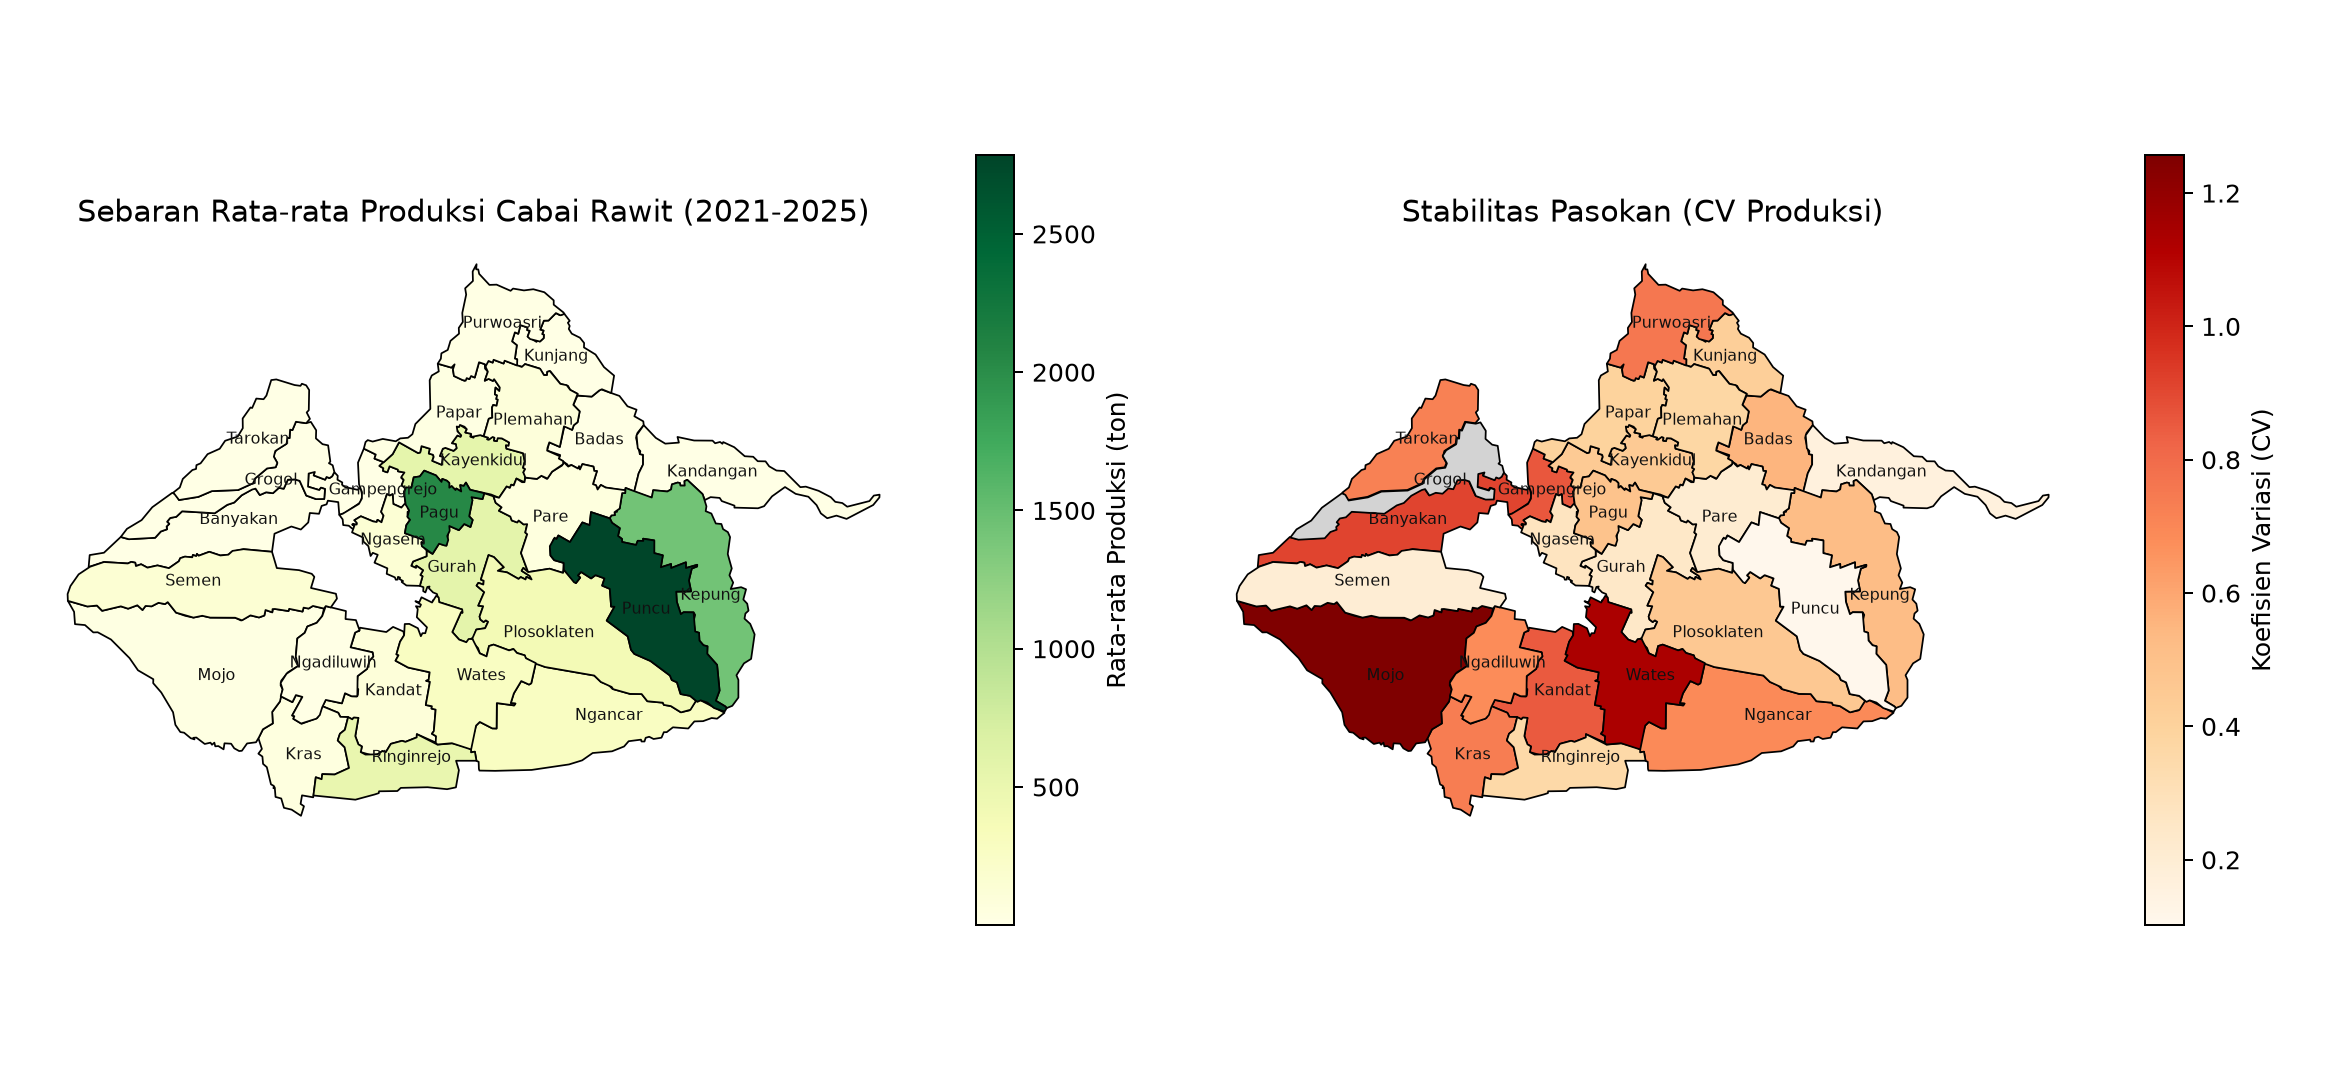 Sebaran Rata-rata Produksi Cabai Rawit (2021-2025)
Purwoasri
Kunjang
Papar
Plemahan
Tarokan
Badas
Kayenkidul
Kandangan
Grogol
Gampengrejo
Pagu
Pare
Banyakan
Ngasem
Gurah
Semen
Kepung
Puncu
Plosoklaten
Ngadiluwih
Mojo
Wates
Kandat
Ngancar
Kras
Ringinrejo
2500
2000
1500
1000
500
Rata-rata Produksi (ton)
Stabilitas Pasokan (CV Produksi)
Purwoasri
Kunjang
Papar
Plemahan
Tarokan
Badas
Kayenkidul
Kandangan
Grogol
Gampengrejo
Pagu
Pare
Banyakan
Ngasem
Gurah
Semen
Kepung
Puncu
Plosoklaten
Ngadiluwih
Mojo
Wates
Kandat
Ngancar
Kras
Ringinrejo
1.2
1.0
0.8
0.6
0.4
0.2
Koefisien Variasi (CV)